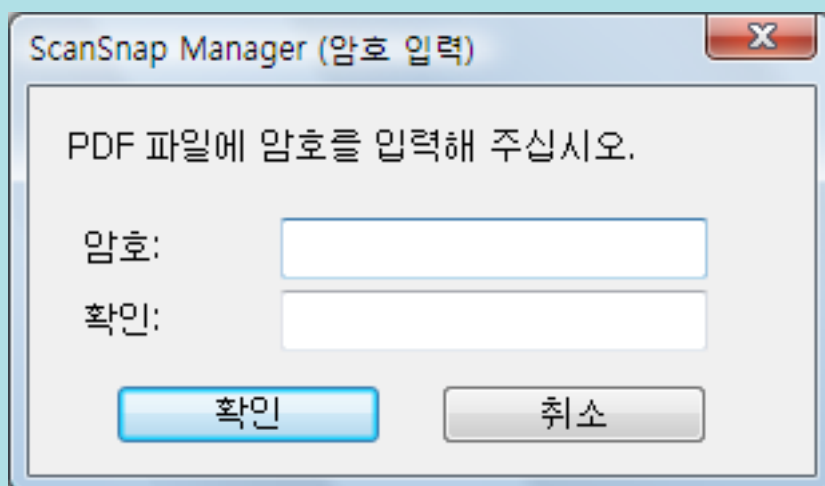 ScanSnap Manager (암호 입력)
PDF 파일에 암호를 입력해 주십시오.
암호:
확인:
확인 취소